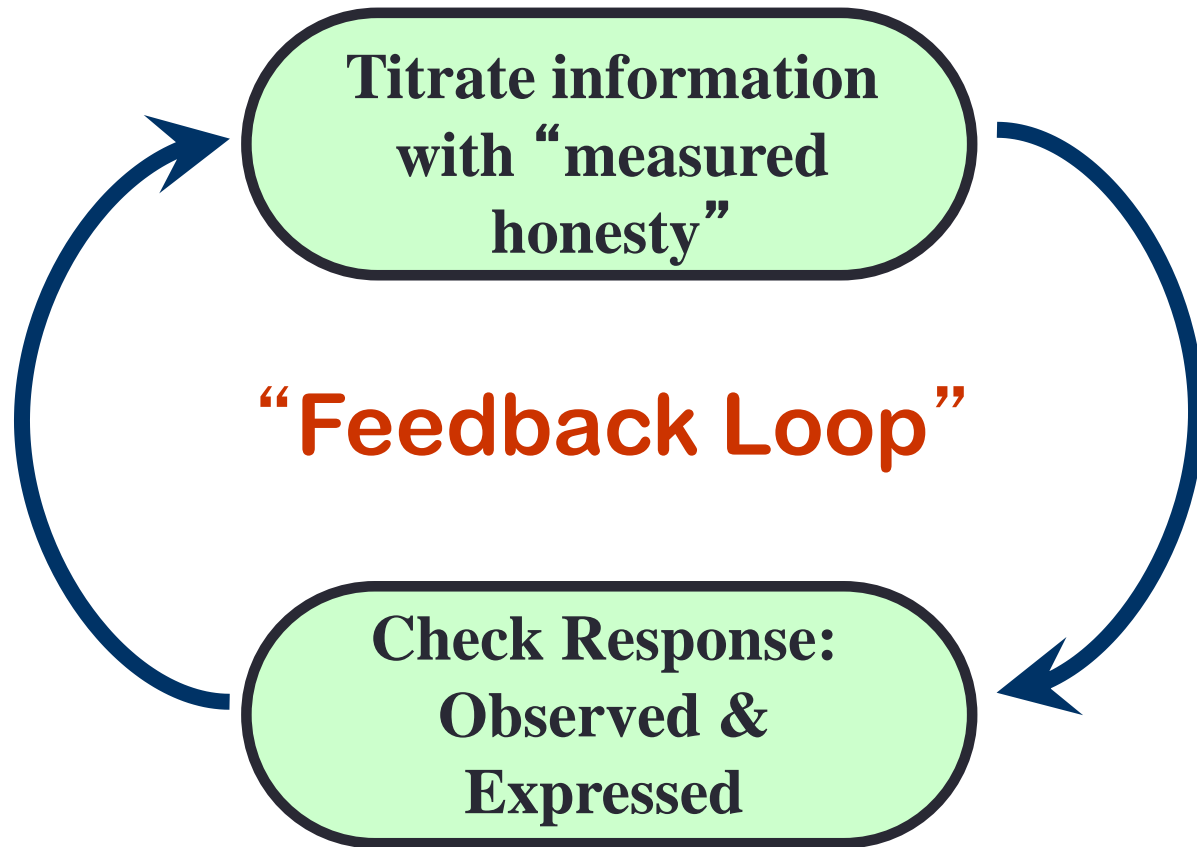 Titrate information
with “measured
honesty”
“Feedback Loop”
Check Response:
Observed &
Expressed